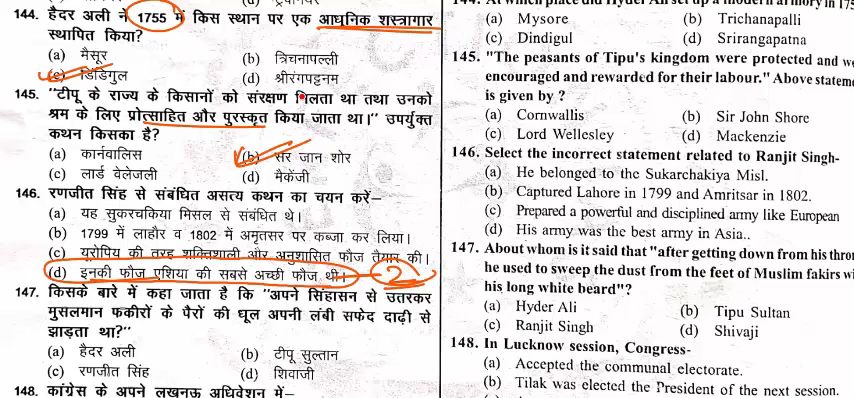 144. हैदर अली ने 1755 में किस स्थान पर एक आधुनिक शस्त्रागार
स्थापित किया?
(a) मैसूर (b) त्रिचनापल्ली
(c) डिंडिगुल (d) श्रीरंगपट्टनम
145. "टीपू के राज्य के किसानों को संरक्षण मिलता था तथा उनको
श्रम के लिए प्रोत्साहित और पुरस्कृत किया जाता था।" उपर्युक्त
कथन किसका है?
(a) कार्नवालिस (b) सर जान शोर
(c) लार्ड वेलेजली (d) मैकेंजी
146. रणजीत सिंह से संबंधित असत्य कथन का चयन करें–
(a) यह सुकरचकिया मिसल से संबंधित थे।
(b) 1799 में लाहौर व 1802 में अमृतसर पर कब्जा कर लिया।
(c) यूरोपिय की तरह शक्तिशाली और अनुशासित फौज तैयार की।
(d) इनकी फौज एशिया की सबसे अच्छी फौज थी। 2
147. किसके बारे में कहा जाता है कि "अपने सिंहासन से उतरकर
मुसलमान फकीरों के पैरों की धूल अपनी लंबी सफेद दाढ़ी से
झाड़ता था?"
(a) हैदर अली (b) टीपू सुल्तान
(c) रणजीत सिंह (d) शिवाजी
148. कांग्रेस के अपने लखनऊ अधिवेशन में–
(a) Mysore (b) Trichanapalli
(c) Dindigul (d) Srirangapatna
145. "The peasants of Tipu's kingdom were protected and
encouraged and rewarded for their labour." Above
is given by ?
(a) Cornwallis (b) Sir John Shore
(c) Lord Wellesley (d) Mackenzie
146. Select the incorrect statement related to Ranjit Singh-
(a) He belonged to the Sukarchakiya Misl.
(b) Captured Lahore in 1799 and Amritsar in 1802.
(c) Prepared a powerful and disciplined army like European
(d) His army was the best army in Asia..
147. About whom is it said that "after getting down from his
he used to sweep the dust from the feet of Muslim fakirs
his long white beard"?
(a) Hyder Ali (b) Tipu Sultan
(c) Ranjit Singh (d) Shivaji
148. In Lucknow session, Congress-
(a) Accepted the communal electorate.
(b) Tilak was elected the President of the next session.